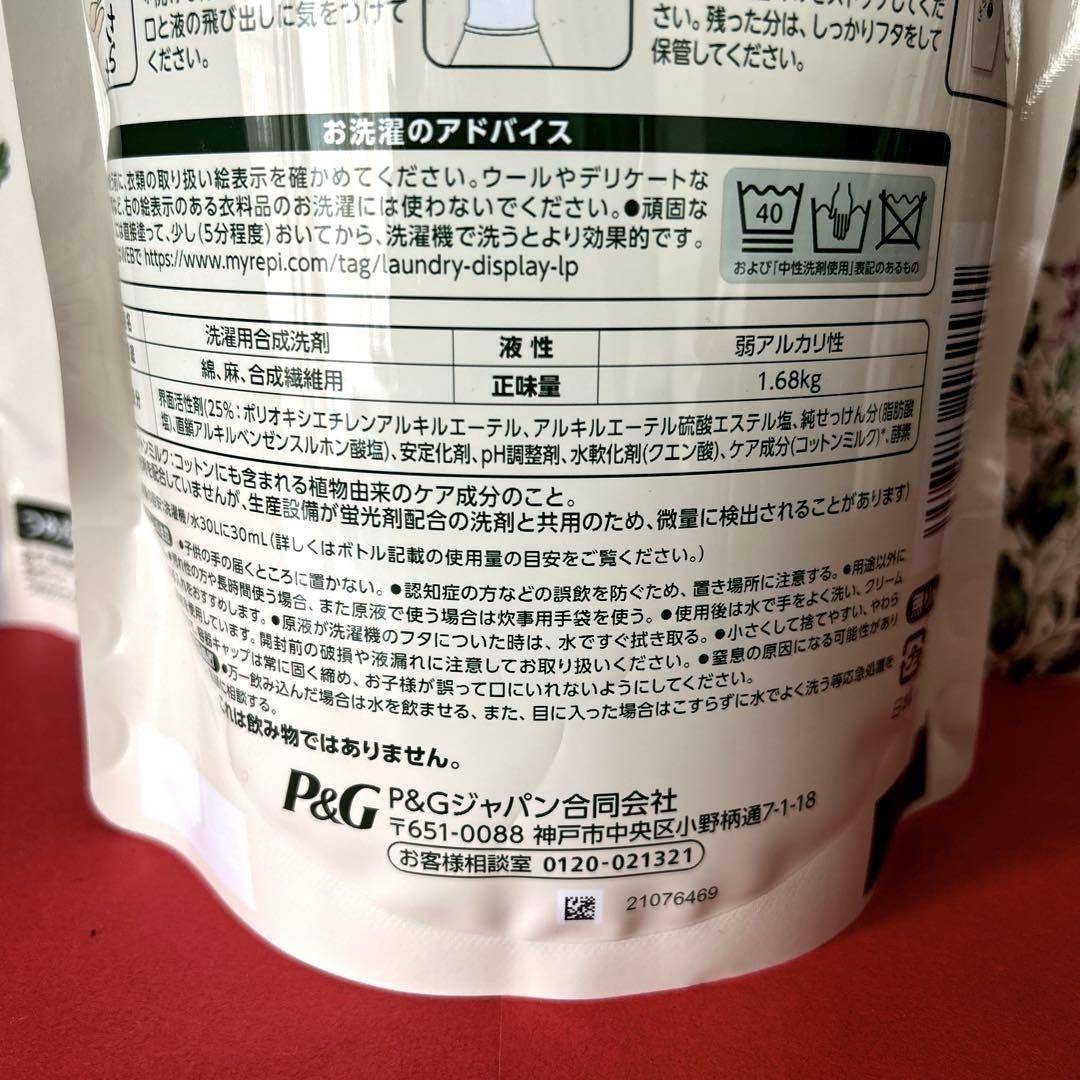 口と液の飛び出しに気をつけて
ください。
さい。残った分は、しっかりフタをして
保管してください。
お洗濯のアドバイス
に、衣類の取り扱い絵表示を確かめてください。ウールやデリケートな
など、右の絵表示のある衣料品のお洗濯には使わないでください。●頑固な
には直接塗って、少し(5分程度)おいてから、洗濯機で洗うとより効果的です。
WEBで https://www.myrepi.com/tag/laundry-display-lp
40
および「中性洗剤使用」表記のあるもの
名 洗濯用合成洗剤 液性 弱アルカリ性
綿、麻、合成繊維用 正味量 1.68kg
分 界面活性剤(25%:ポリオキシエチレンアルキルエーテル、アルキルエーテル硫酸エステル塩、純せっけん分(脂肪酸
塩)、直鎖アルキルベンゼンスルホン酸塩)、安定化剤、pH調整剤、水軟化剤(クエン酸)、ケア成分(コットンミルク)*、酵素
ンミルク:コットンにも含まれる植物由来のケア成分のこと。
配合していませんが、生産設備が蛍光剤配合の洗剤と共用のため、微量に検出されることがあります)
洗濯機/水30Lに30mL(詳しくはボトル記載の使用量の目安をご覧ください。)
●子供の手の届くところに置かない。●認知症の方などの誤飲を防ぐため、置き場所に注意する。●用途以外に
の方や長時間使う場合、また原液で使う場合は炊事用手袋を使う。●使用後は水で手をよく洗い、クリーム
をおすすめします。●原液が洗濯機のフタについた時は、水ですぐ拭き取る。●小さくして捨てやすい、やわら
使用しています。開封前の破損や液漏れに注意してお取り扱いください。●窒息の原因になる可能性があり
キャップは常に固く締め、お子様が誤って口にいれないようにしてください。
●万一飲み込んだ場合は水を飲ませる、また、目に入った場合はこすらずに水でよく洗う等応急処置を
に相談する。
れは飲み物ではありません。
P&G P&Gジャパン合同会社
〒651-0088 神戸市中央区小野柄通7-1-18
お客様相談室 0120-021321
21076469